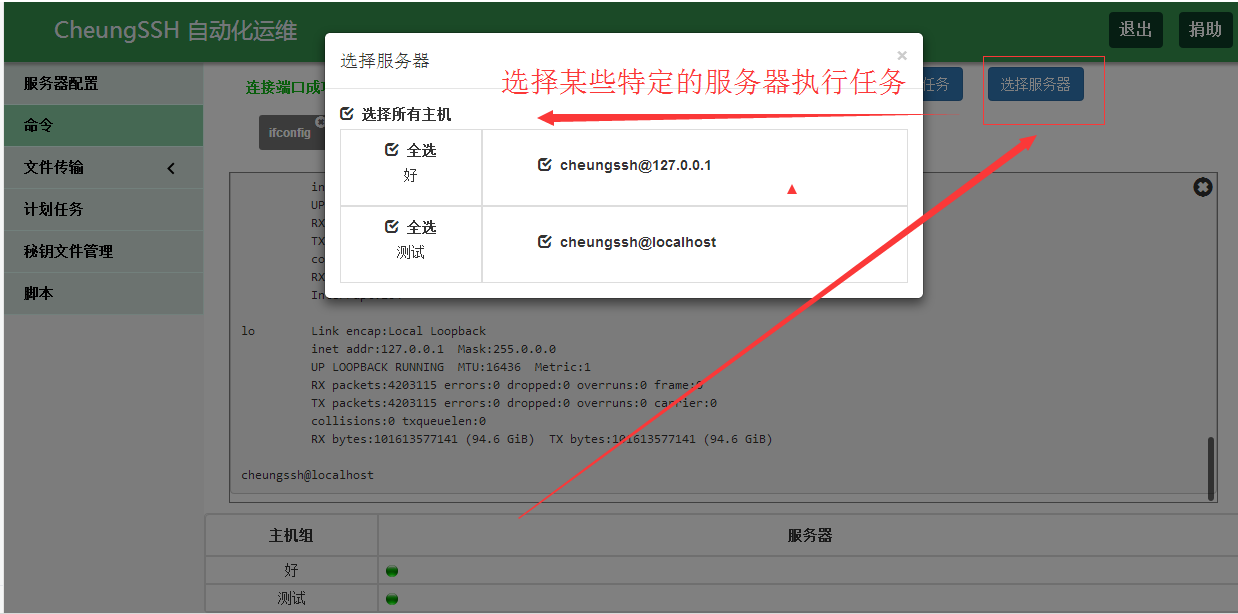 CheungSSH 自动化运维
退出
捐助
服务器配置
命令
文件传输
计划任务
秘钥文件管理
脚本
连接端口成
任务
选择服务器
ifconfig
选择服务器
选择某些特定的服务器执行任务
选择所有主机
全选
好
cheungssh@127.0.0.1
全选
测试
cheungssh@localhost
in
UP
RX
TX
co
RX
lo Link encap:Local Loopback
inet addr:127.0.0.1 Mask:255.0.0.0
UP LOOPBACK RUNNING MTU:16436 Metric:1
RX packets:4203115 errors:0 dropped:0 overruns:0 frame:0
TX packets:4203115 errors:0 dropped:0 overruns:0 carrier:0
collisions:0 txqueuelen:0
RX bytes:101613577141 (94.6 GiB) TX bytes:101613577141 (94.6 GiB)
cheungssh@localhost
主机组 服务器
好
测试